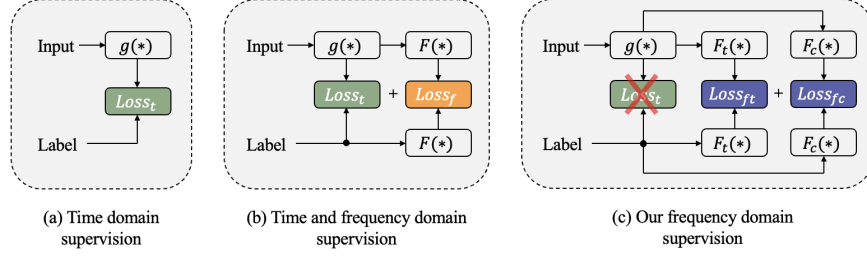 Input g(∗)
Loss_t
Label
(a) Time domain
supervision
Input g(∗) F(∗)
Loss_t + Loss_f
Label F(∗)
(b) Time and frequency domain
supervision
Input g(∗) F_t(∗) F_c(∗)
Loss_t Loss_ft + Loss_fc
Label F_t(∗) F_c(∗)
(c) Our frequency domain
supervision